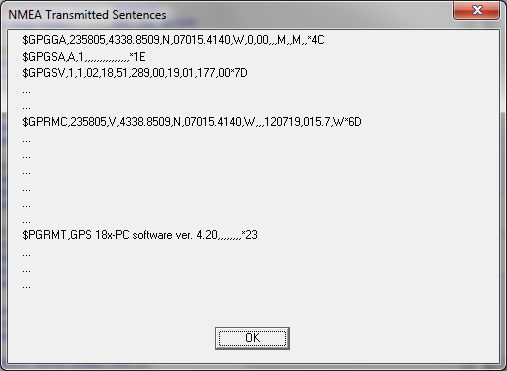 NMEA Transmitted Sentences
$GPGGA,235805,4338.8509,N,07015.4140,W,0,00,,,M,,M,,*4C
$GPGSA,A,1,,,,,,,,,,,,,,,*1E
$GPGSV,1,1,02,18,51,289,00,19,01,177,00*7D
...
...
$GPRMC,235805,V,4338.8509,N,07015.4140,W,,,120719,015.7,W*6D
...
...
...
...
...
...
$PGRMT,GPS 18x-PC software ver. 4.20,,,,,,,,*23
...
...
...
OK